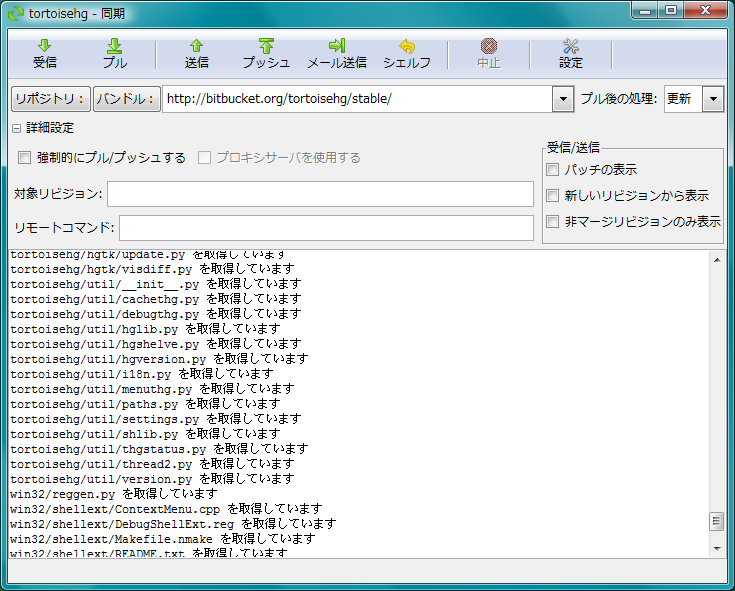 tortoisehg - 同期
受信 プル 送信 プッシュ メール送信 シェルフ 中止 設定
リポジトリ： バンドル： http://bitbucket.org/tortoisehg/stable/ プル後の処理: 更新
詳細設定
強制的にプル/プッシュする プロキシサーバを使用する
対象リビジョン:
リモートコマンド:
受信/送信
パッチの表示
新しいリビジョンから表示
非マージリビジョンのみ表示
tortoisehg/hgtk/update.py を取得しています
tortoisehg/hgtk/visdiff.py を取得しています
tortoisehg/util/__init__.py を取得しています
tortoisehg/util/cachethg.py を取得しています
tortoisehg/util/debugthg.py を取得しています
tortoisehg/util/hglib.py を取得しています
tortoisehg/util/hgshelve.py を取得しています
tortoisehg/util/hgversion.py を取得しています
tortoisehg/util/i18n.py を取得しています
tortoisehg/util/menuthg.py を取得しています
tortoisehg/util/paths.py を取得しています
tortoisehg/util/settings.py を取得しています
tortoisehg/util/shlib.py を取得しています
tortoisehg/util/thgstatus.py を取得しています
tortoisehg/util/thread2.py を取得しています
tortoisehg/util/version.py を取得しています
win32/reggen.py を取得しています
win32/shellext/ContextMenu.cpp を取得しています
win32/shellext/DebugShellExt.reg を取得しています
win32/shellext/Makefile.nmake を取得しています
win32/shellext/README.txt を取得しています